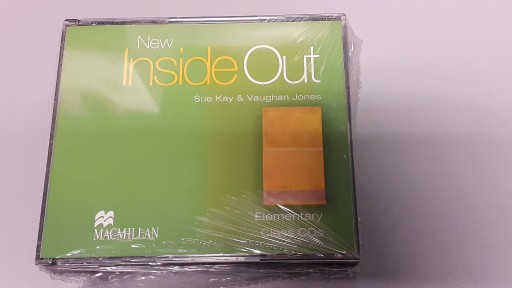 New
Inside Out
Sue Kay & Vaughan Jones
Elementary
Class CDs
MACMILLAN